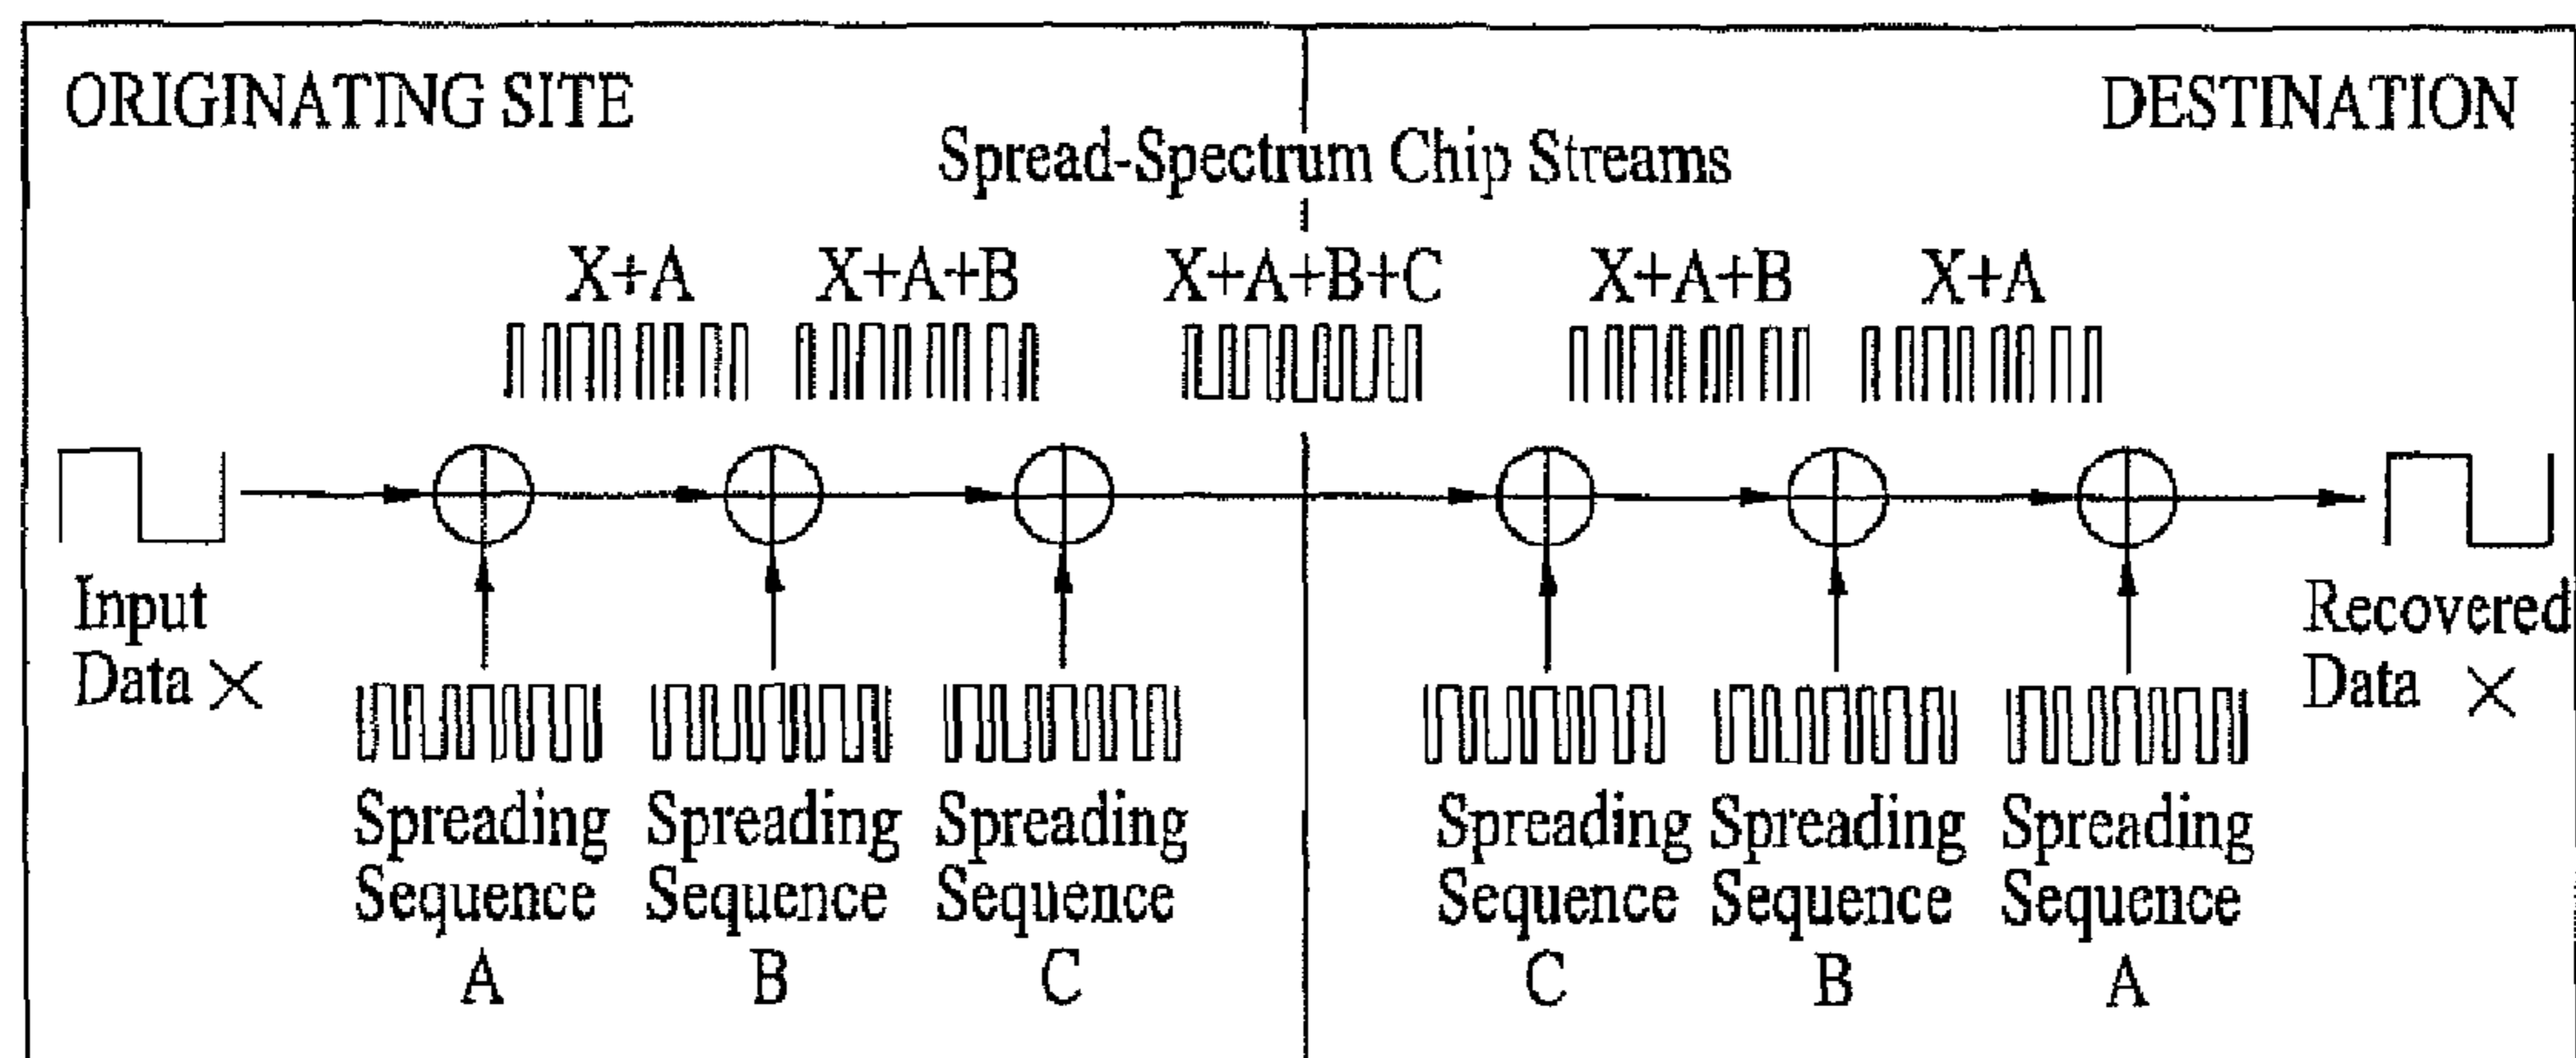 ORIGINATING SITE
DESTINATION
Spread-Spectrum Chip Streams
X+A
X+A+B
X+A+B+C
X+A+B
X+A
Input
Data X
Recovered
Data X
Spreading
Sequence
A
Spreading
Sequence
B
Spreading
Sequence
C
Spreading
Sequence
C
Spreading
Sequence
B
Spreading
Sequence
A